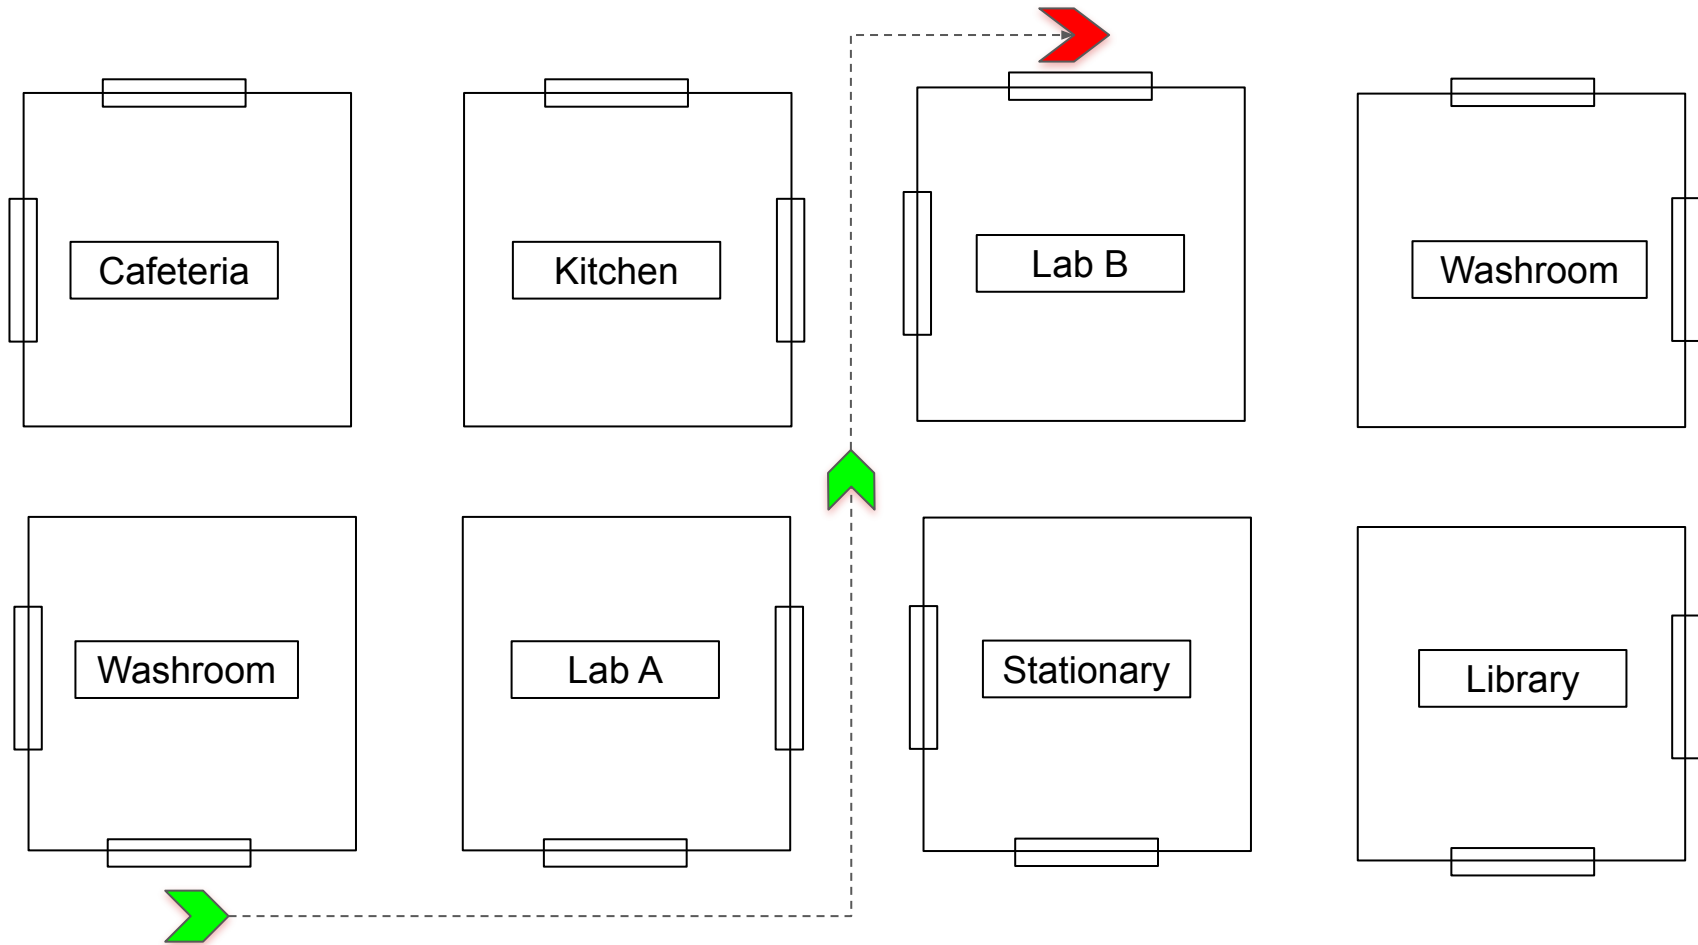 Cafeteria
Kitchen
Lab B
Washroom
Washroom
Lab A
Stationary
Library